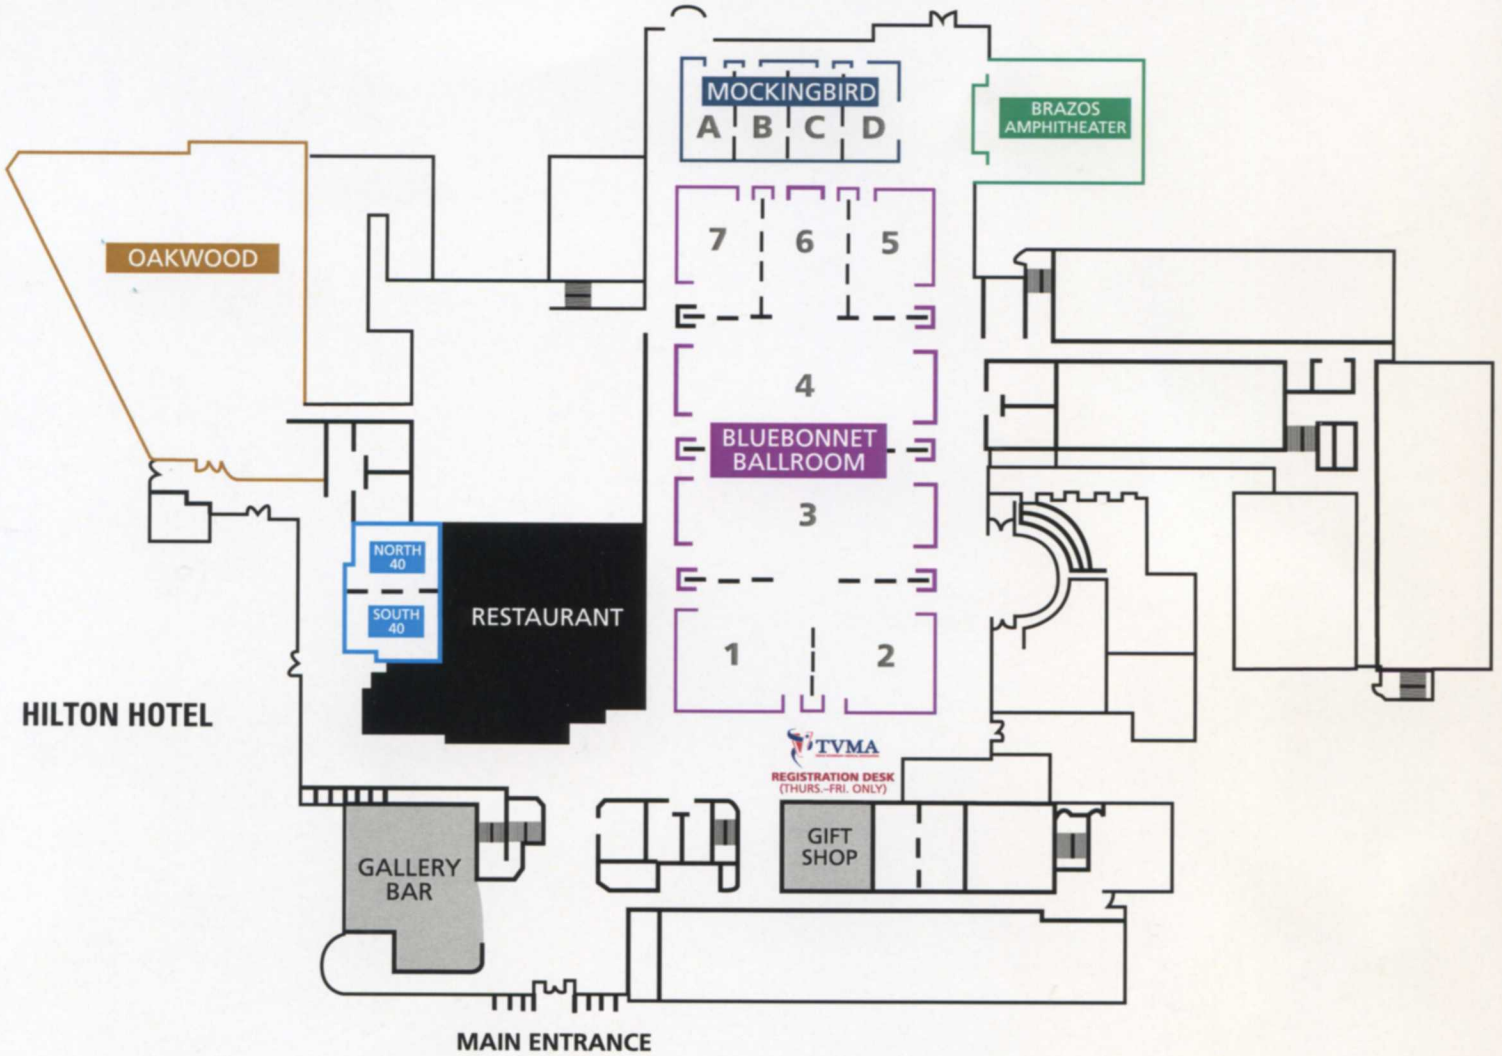 MOCKINGBIRD
A B C D
BRAZOS
AMPHITHEATER
OAKWOOD
7 6 5
4
BLUEBONNET
BALLROOM
3
NORTH
40
SOUTH
40
RESTAURANT
1 2
HILTON HOTEL
TVMA
REGISTRATION DESK
(THURS.–FRI. ONLY)
GIFT
SHOP
GALLERY
BAR
MAIN ENTRANCE